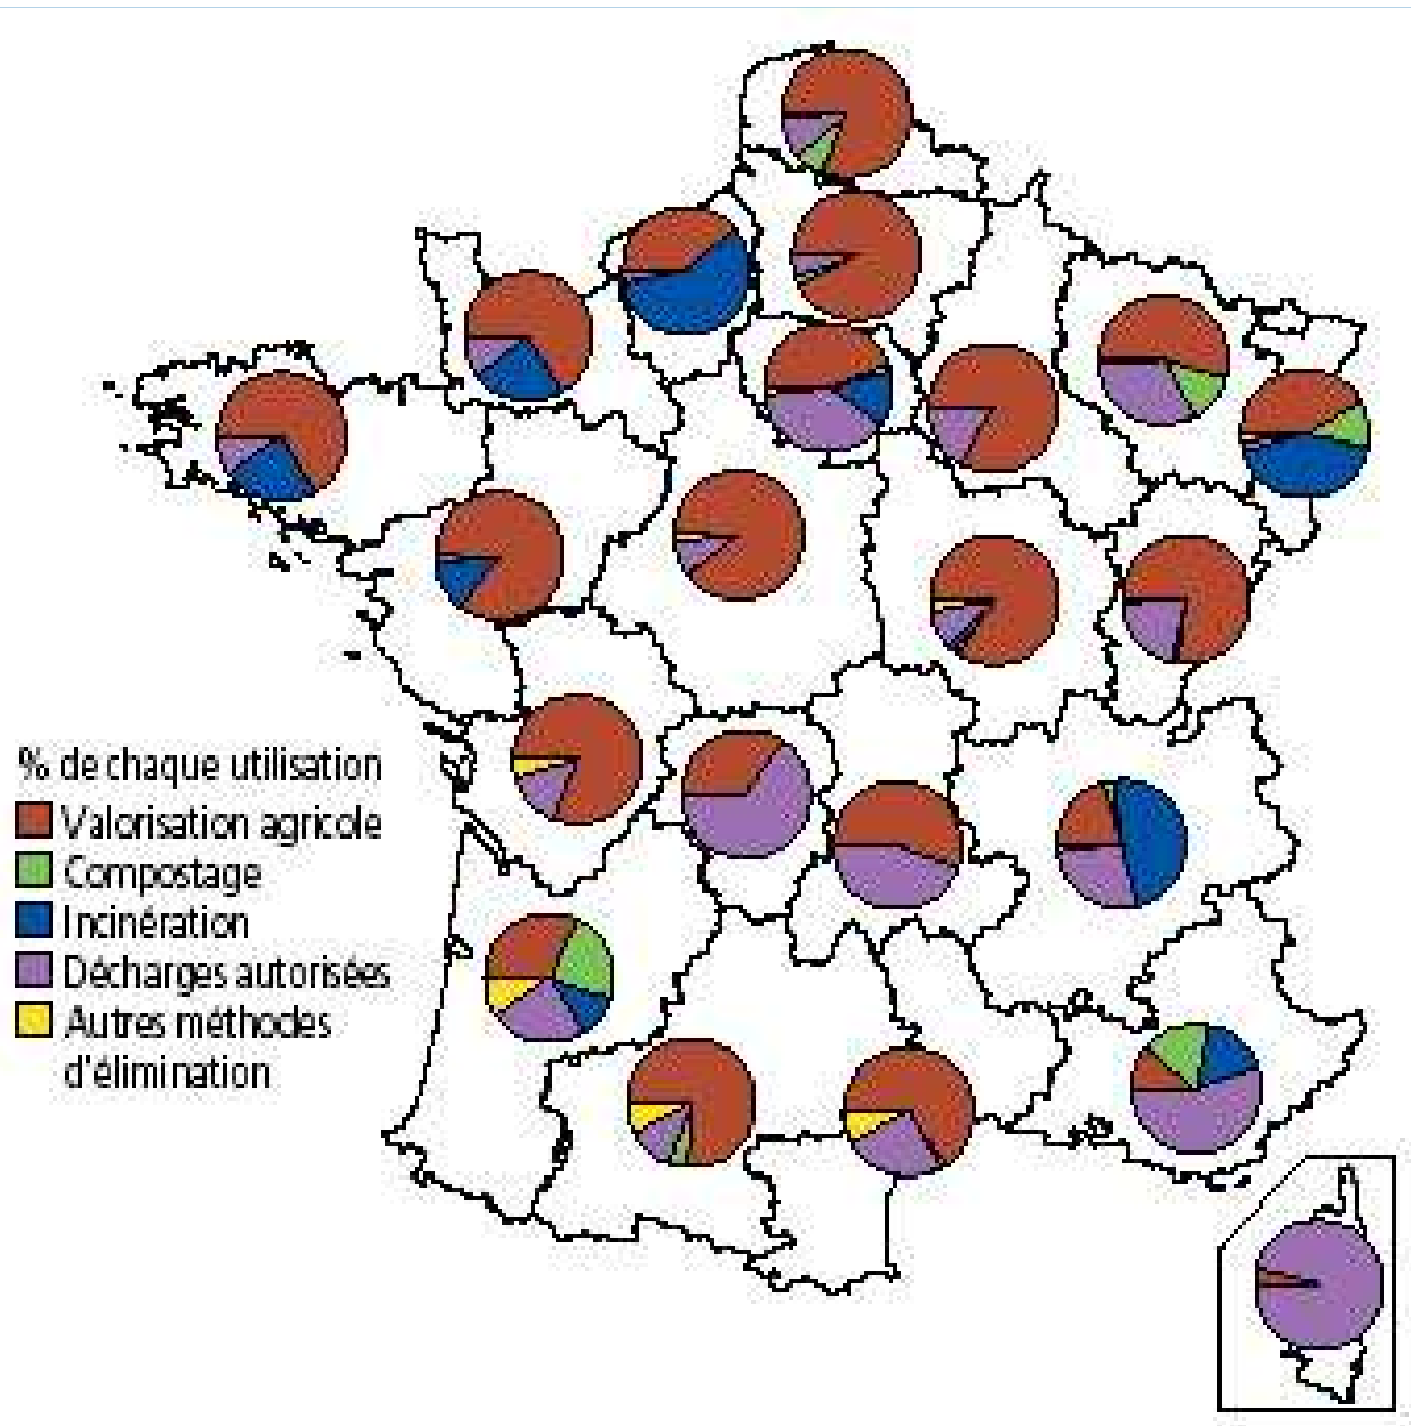 % de chaque utilisation
Valorisation agricole
Compostage
Incinération
Décharges autorisées
Autres méthodes
d'élimination